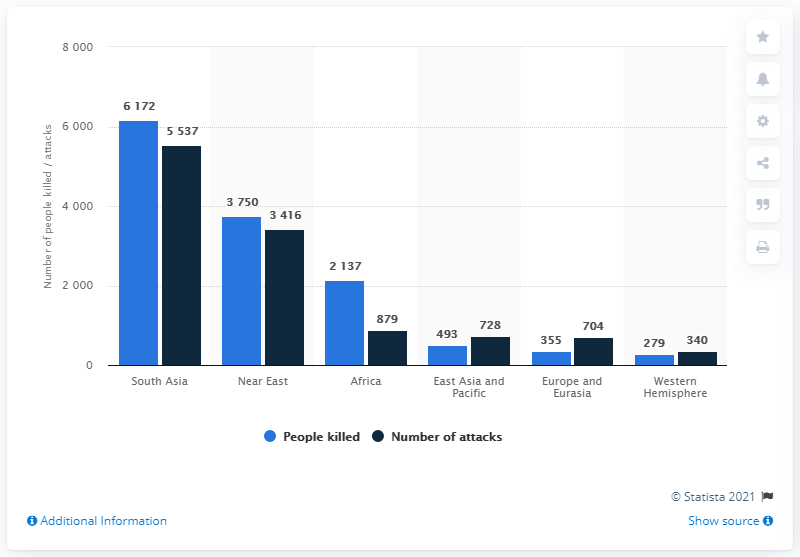 8 000
6 000
4 000
2 000
0
Number of people killed / attacks
6 172
5 537
3 750
3 416
2 137
879
493
728
355
704
279
340
South Asia
Near East
Africa
East Asia and
Pacific
Europe and
Eurasia
Western
Hemisphere
People killed
Number of attacks
© Statista 2021
Additional Information
Show source